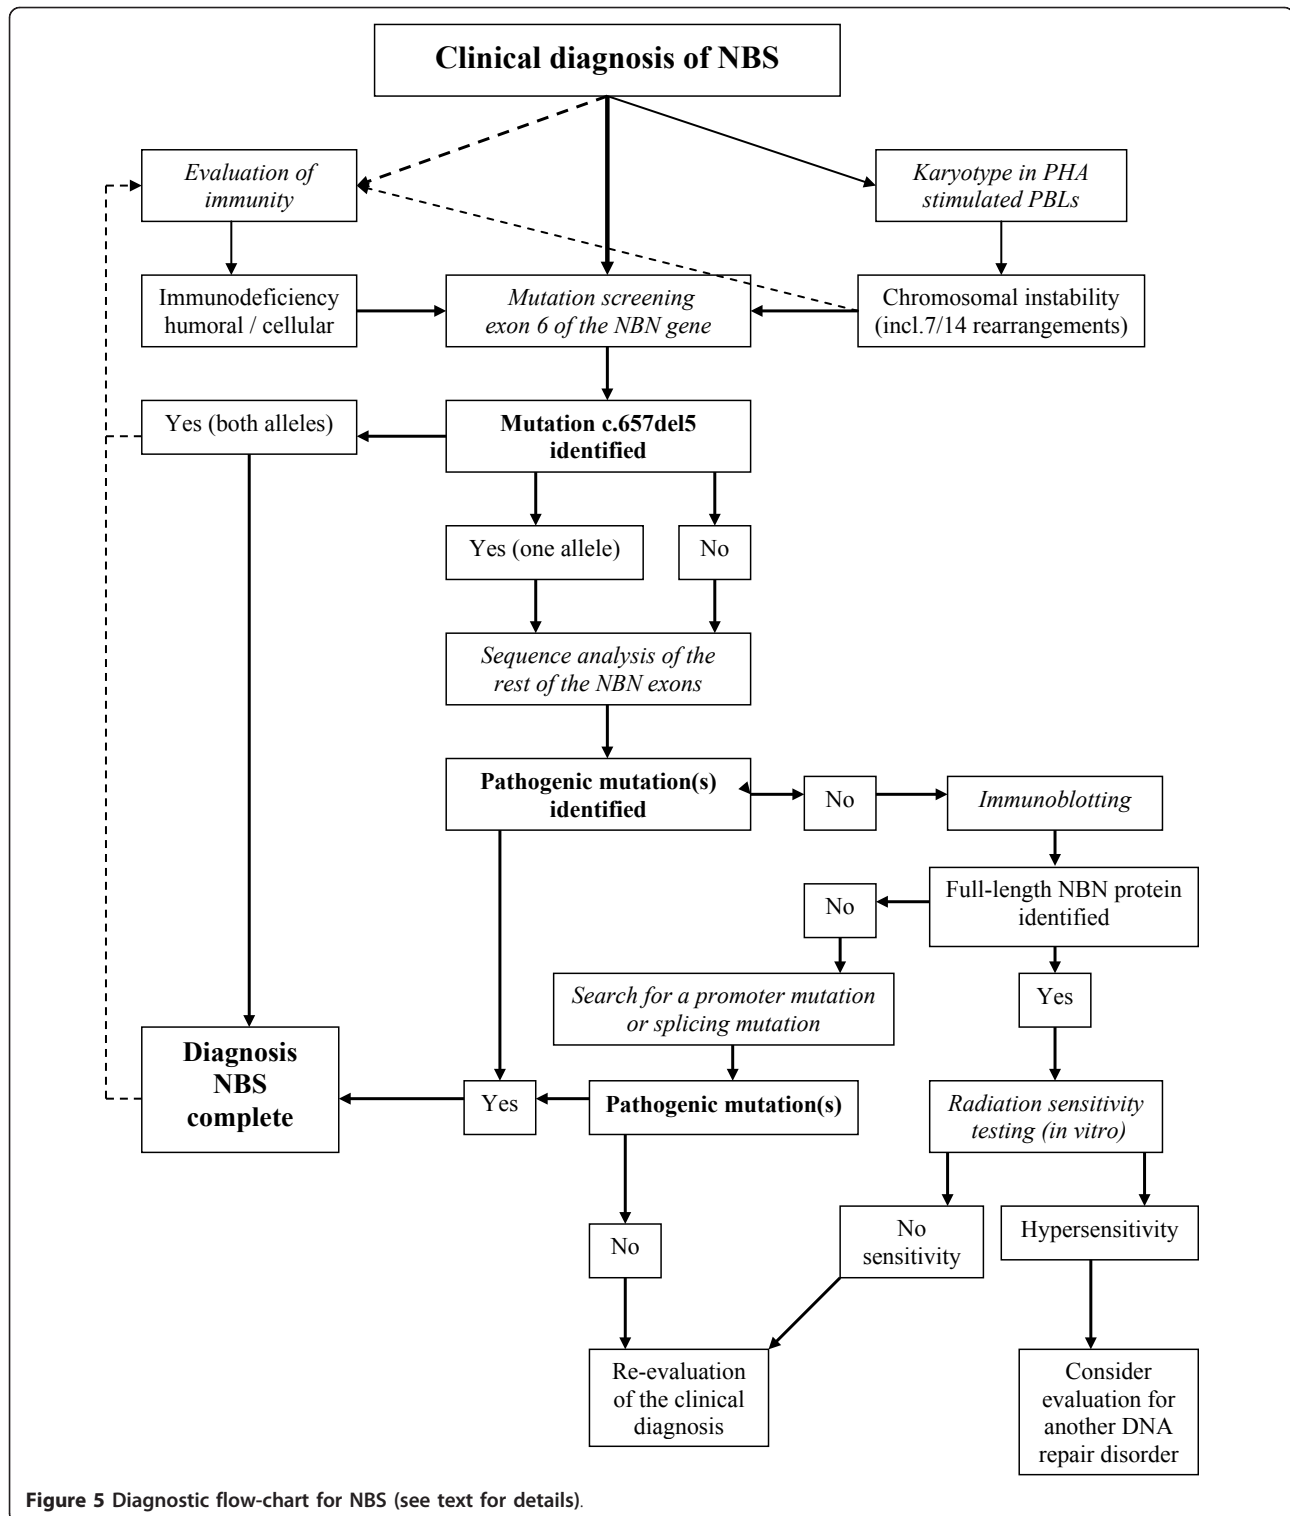 Clinical diagnosis of NBS
Evaluation of
immunity
Karyotype in PHA
stimulated PBLs
Immunodeficiency
humoral / cellular
Mutation screening
exon 6 of the NBN gene
Chromosomal instability
(incl.7/14 rearrangements)
Yes (both alleles)
Mutation c.657del5
identified
Yes (one allele)
No
Sequence analysis of the
rest of the NBN exons
Pathogenic mutation(s)
identified
No
Immunoblotting
No
Full-length NBN protein
identified
Search for a promoter mutation
or splicing mutation
Yes
Diagnosis
NBS
complete
Yes
Pathogenic mutation(s)
Radiation sensitivity
testing (in vitro)
No
No
sensitivity
Hypersensitivity
Re-evaluation
of the clinical
diagnosis
Consider
evaluation for
another DNA
repair disorder
Figure 5 Diagnostic flow-chart for NBS (see text for details).